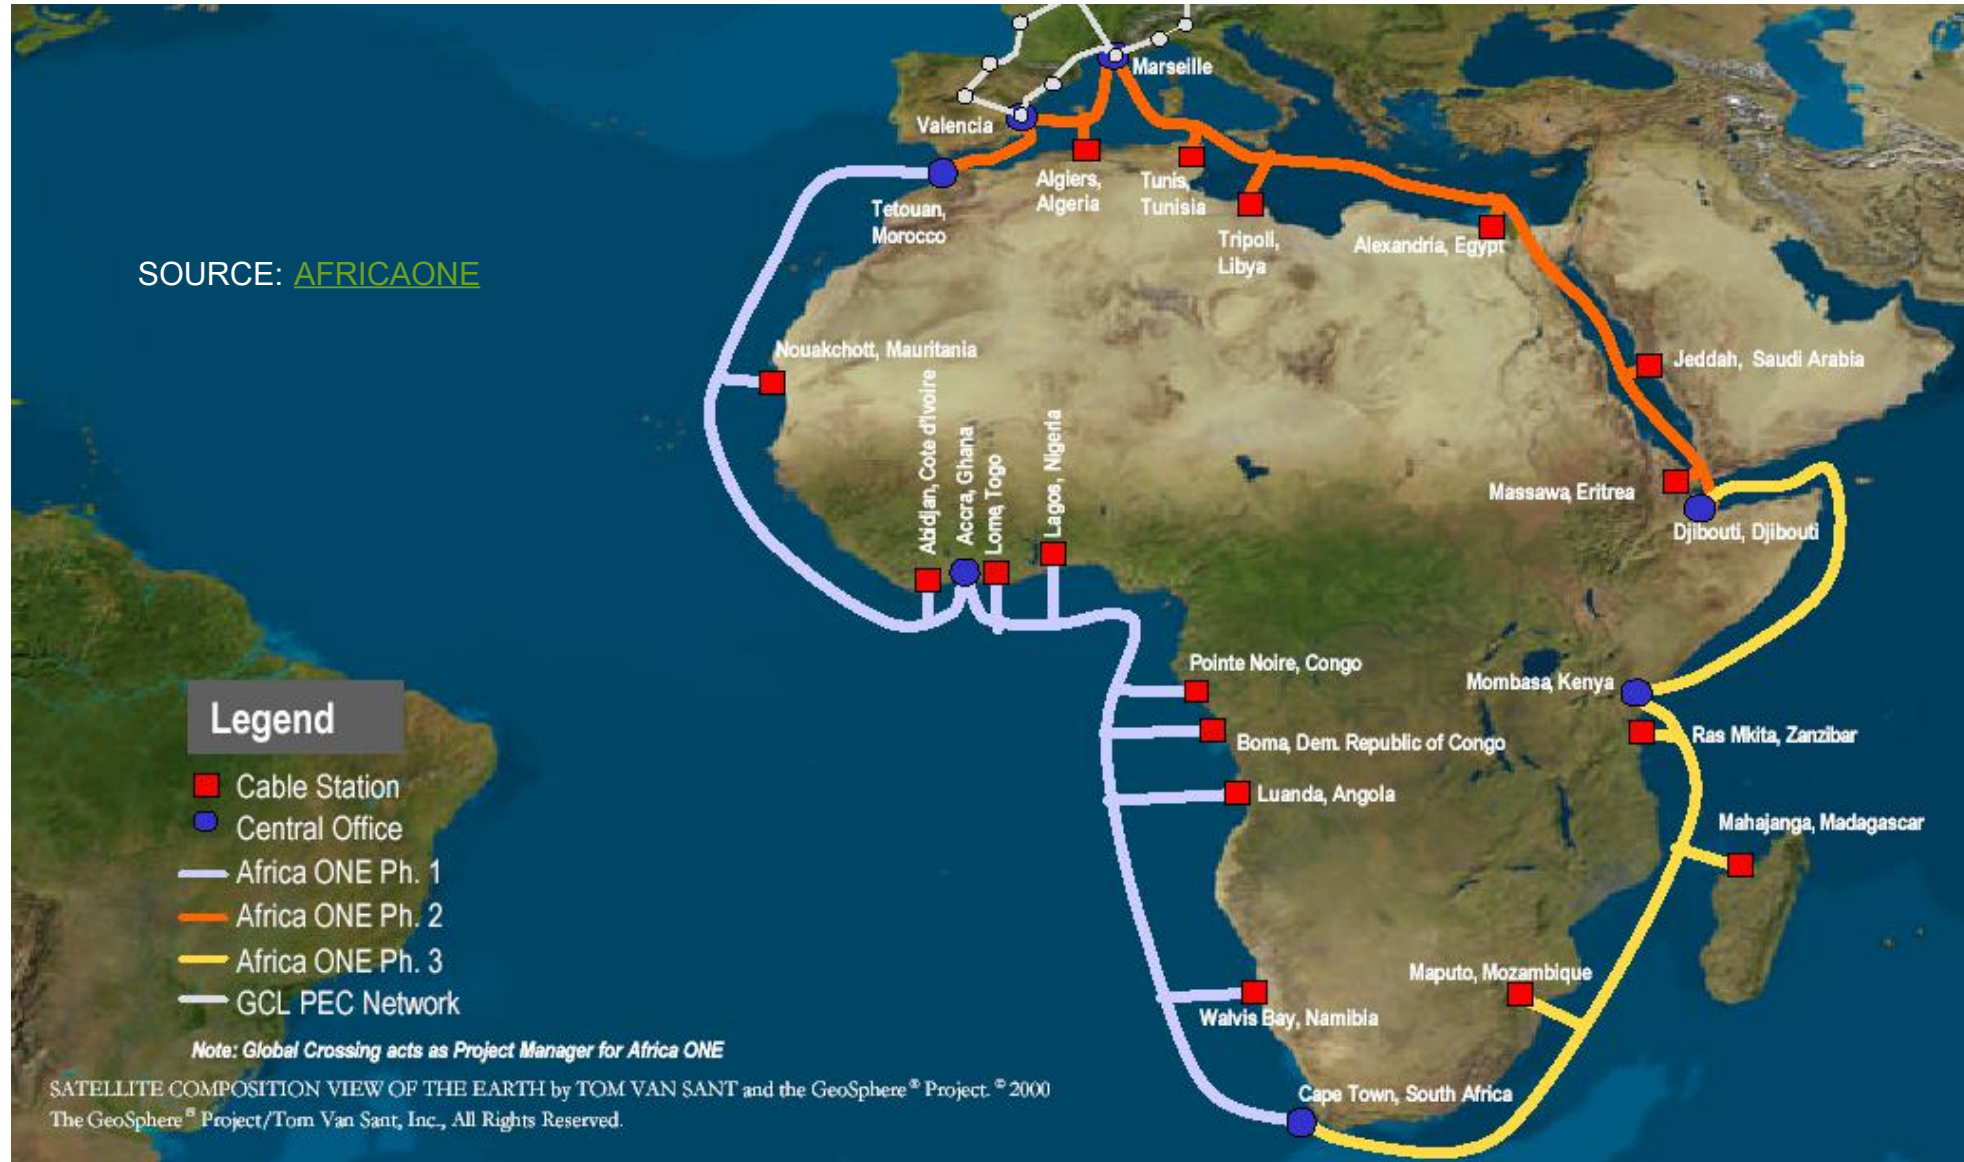 Marseille
Valencia
Algiers,
Algeria
Tunis,
Tunisia
Tetouan,
Morocco
Tripoli,
Libya
Alexandria, Egypt
SOURCE: AFRICAONE
Nouakchott, Mauritania
Jeddah, Saudi Arabia
Abidjan, Cote d'Ivoire
Accra, Ghana
Lome, Togo
Lagos, Nigeria
Massawa, Eritrea
Djibouti, Djibouti
Pointe Noire, Congo
Mombasa, Kenya
Boma, Dem. Republic of Congo
Ras Mkita, Zanzibar
Luanda, Angola
Mahajanga, Madagascar
Maputo, Mozambique
Walvis Bay, Namibia
Cape Town, South Africa
Legend
Cable Station
Central Office
Africa ONE Ph. 1
Africa ONE Ph. 2
Africa ONE Ph. 3
GCL PEC Network
Note: Global Crossing acts as Project Manager for Africa ONE
SATELLITE COMPOSITION VIEW OF THE EARTH by TOM VAN SANT and the GeoSphere® Project. © 2000
The GeoSphere® Project/Tom Van Sant, Inc., All Rights Reserved.